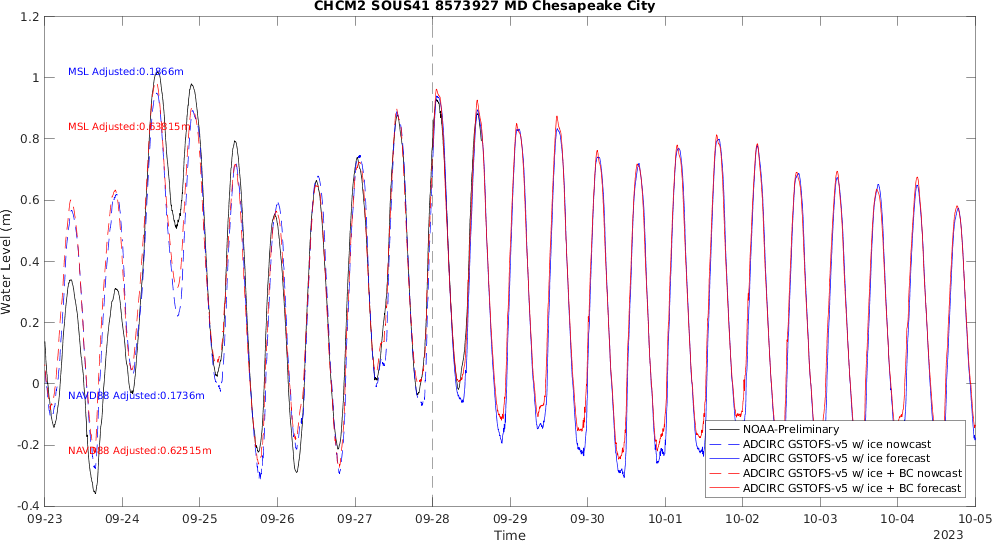 CHCM2 SOUS41 8573927 MD Chesapeake City
1.2
1
0.8
0.6
0.4
0.2
0
-0.2
-0.4
Water Level (m)
MSL Adjusted:0.1866m
MSL Adjusted:0.63815m
NAVD88 Adjusted:0.1736m
NAVD88 Adjusted:0.62515m
NOAA-Preliminary
ADCIRC GSTOFS-v5 w/ ice nowcast
ADCIRC GSTOFS-v5 w/ ice forecast
ADCIRC GSTOFS-v5 w/ ice + BC nowcast
ADCIRC GSTOFS-v5 w/ ice + BC forecast
09-23 09-24 09-25 09-26 09-27 09-28 09-29 09-30 10-01 10-02 10-03 10-04 10-05
Time
2023